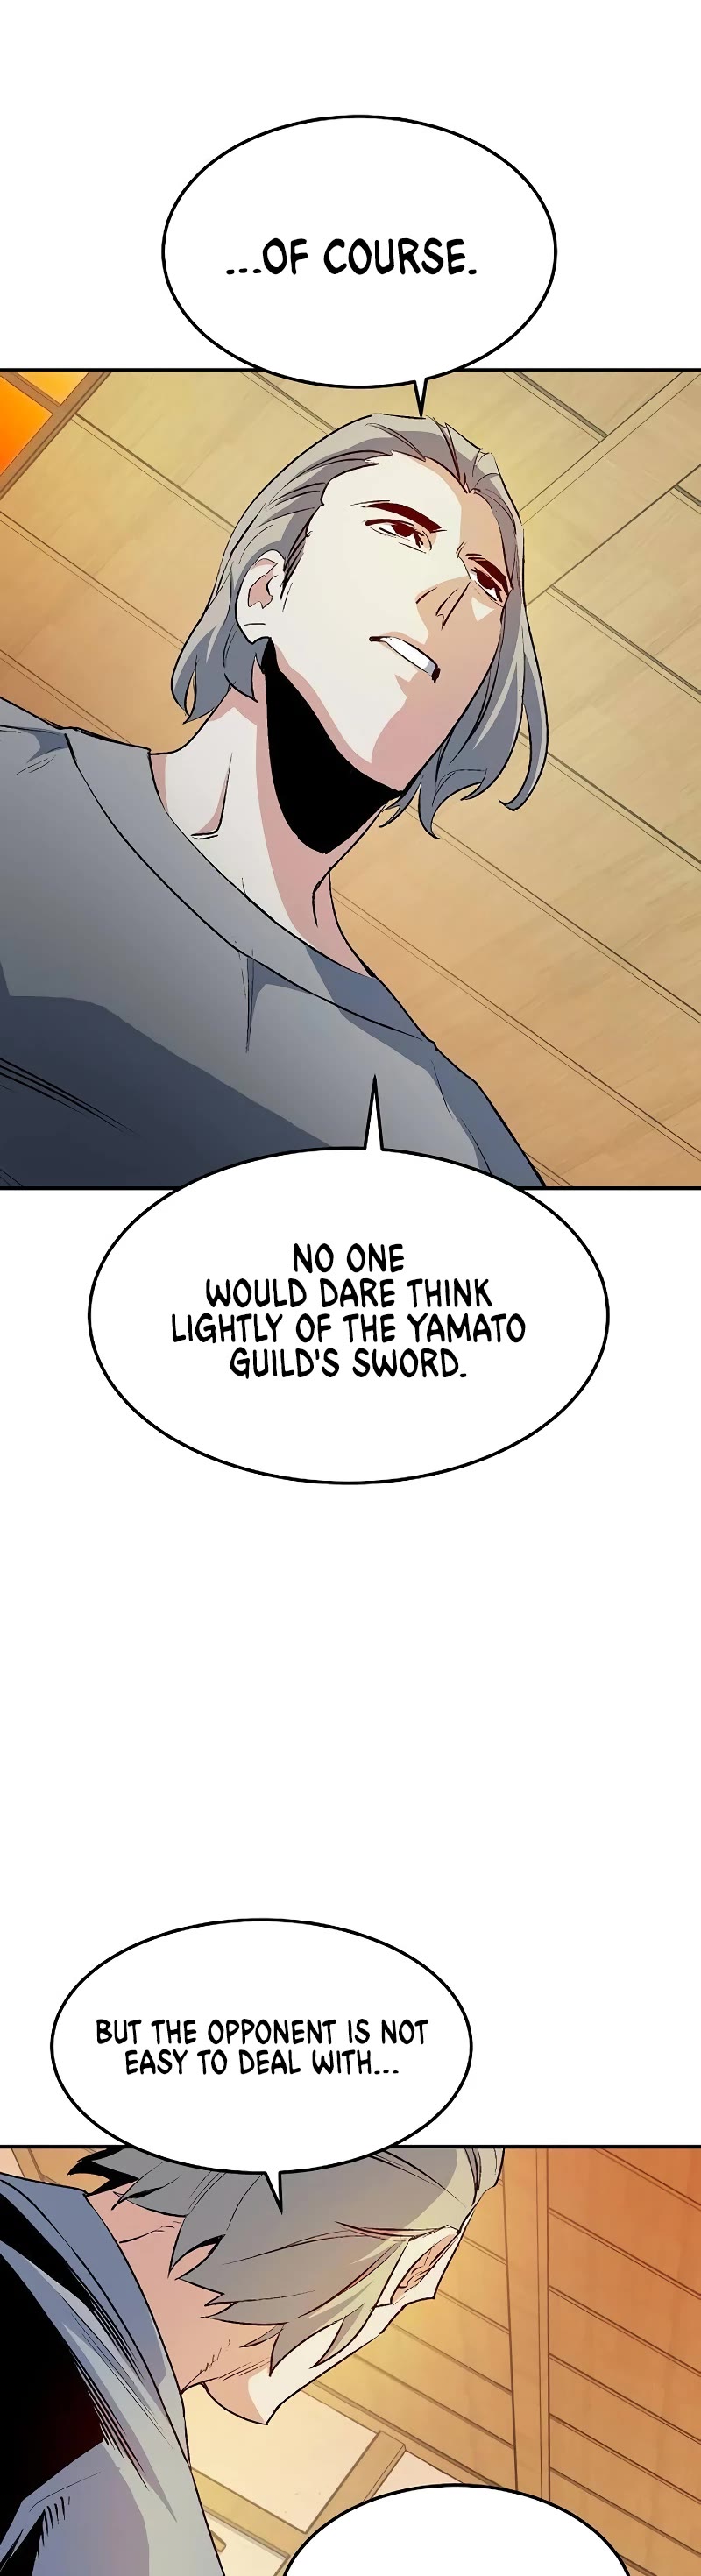 ...OF COURSE.
NO ONE
WOULD DARE THINK
LIGHTLY OF THE YAMATO
GUILD'S SWORD.
BUT THE OPPONENT IS NOT
EASY TO DEAL WITH...